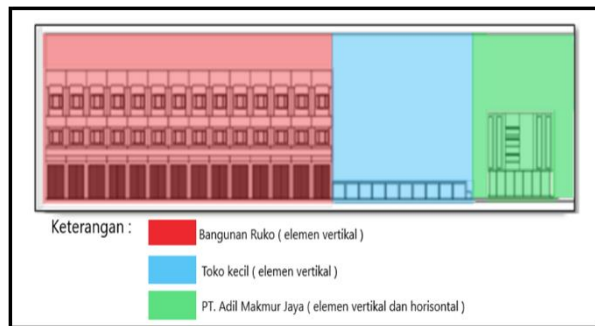 Keterangan :
Bangunan Ruko ( elemen vertikal )
Toko kecil ( elemen vertikal )
PT. Adil Makmur Jaya ( elemen vertikal dan horisontal )